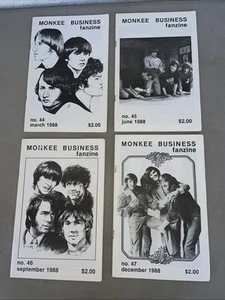 MONKEE BUSINESS
fanzine
no. 44
march 1988 $2.00
MONKEE BUSINESS
fanzine
no. 45
june 1988 $2.00
MONKEE BUSINESS
fanzine
no. 46
september 1988 $2.00
MONKEE BUSINESS
fanzine
no. 47
december 1988 $2.00